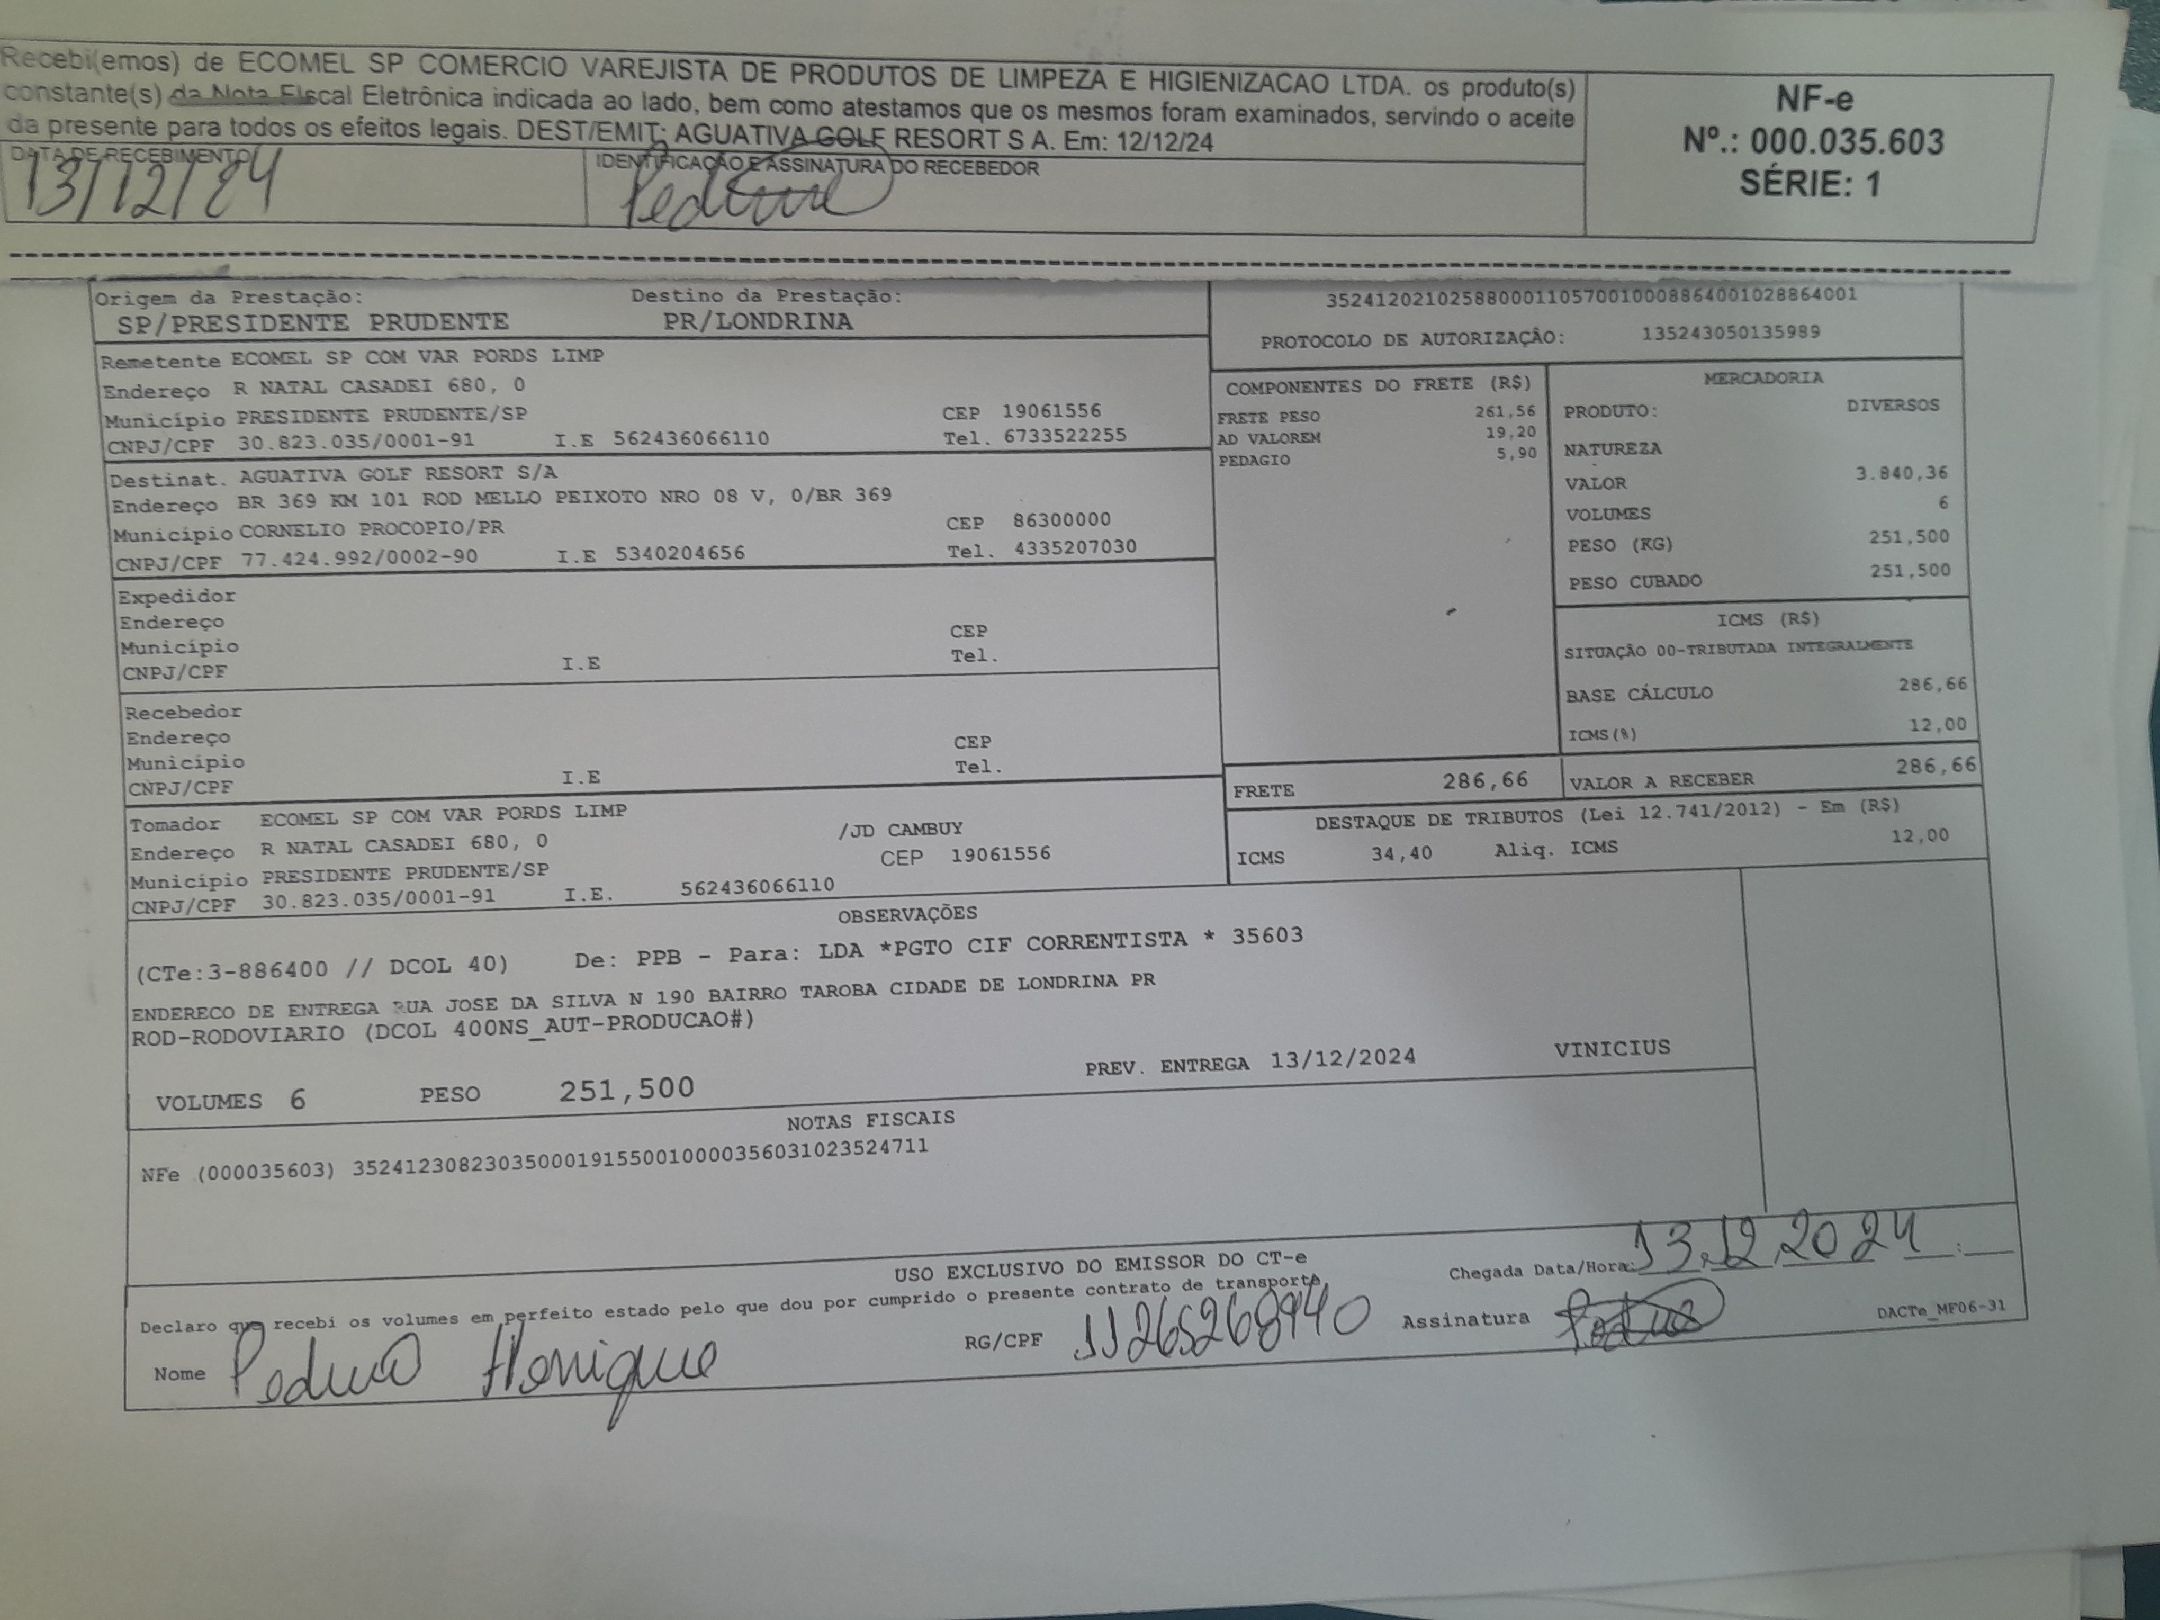 Recebi(emos) de ECOMEL SP COMERCIO VAREJISTA DE PRODUTOS DE LIMPEZA E HIGIENIZACAO LTDA. os produto(s)
constante(s) da Nota Fiscal Eletrônica indicada ao lado, bem como atestamos que os mesmos foram examinados, servindo o aceite
da presente para todos os efeitos legais. DEST/EMIT: AGUATIVA GOLF RESORT S A. Em: 12/12/24
NF-e
Nº.: 000.035.603
SÉRIE: 1
DATA DE RECEBIMENTO
13/12/24
IDENTIFICAÇÃO E ASSINATURA DO RECEBEDOR
Origem da Prestação: Destino da Prestação:
SP/PRESIDENTE PRUDENTE PR/LONDRINA
35241202102588000110570010008864001028864001
PROTOCOLO DE AUTORIZAÇÃO: 135243050135989
Remetente ECOMEL SP COM VAR PORDS LIMP
Endereço R NATAL CASADEI 680, 0
Município PRESIDENTE PRUDENTE/SP CEP 19061556
CNPJ/CPF 30.823.035/0001-91 I.E 562436066110 Tel. 6733522255
Destinat. AGUATIVA GOLF RESORT S/A
Endereço BR 369 KM 101 ROD MELLO PEIXOTO NRO 08 V, 0/BR 369
Município CORNELIO PROCOPIO/PR CEP 86300000
CNPJ/CPF 77.424.992/0002-90 I.E 5340204656 Tel. 4335207030
Expedidor
Endereço
Município CEP
CNPJ/CPF I.E Tel.
Recebedor
Endereço
Município CEP
CNPJ/CPF I.E Tel.
Tomador ECOMEL SP COM VAR PORDS LIMP
Endereço R NATAL CASADEI 680, 0 /JD CAMBUY
Município PRESIDENTE PRUDENTE/SP CEP 19061556
CNPJ/CPF 30.823.035/0001-91 I.E. 562436066110
COMPONENTES DO FRETE (R$)
FRETE PESO 261,56
AD VALOREM 19,20
PEDAGIO 5,90
MERCADORIA
PRODUTO: DIVERSOS
NATUREZA
VALOR 3.840,36
VOLUMES 6
PESO (KG) 251,500
PESO CUBADO 251,500
ICMS (R$)
SITUAÇÃO 00-TRIBUTADA INTEGRALMENTE
BASE CÁLCULO 286,66
ICMS(%) 12,00
FRETE 286,66 VALOR A RECEBER 286,66
DESTAQUE DE TRIBUTOS (Lei 12.741/2012) - Em (R$)
ICMS 34,40 Aliq. ICMS 12,00
OBSERVAÇÕES
(CTe:3-886400 // DCOL 40) De: PPB - Para: LDA *PGTO CIF CORRENTISTA * 35603
ENDERECO DE ENTREGA RUA JOSE DA SILVA N 190 BAIRRO TAROBA CIDADE DE LONDRINA PR
ROD-RODOVIARIO (DCOL 400NS_AUT-PRODUCAO#)
VOLUMES 6 PESO 251,500 PREV. ENTREGA 13/12/2024 VINICIUS
NOTAS FISCAIS
NFe (000035603) 35241230823035000191550010000356031023524711
USO EXCLUSIVO DO EMISSOR DO CT-e
Declaro que recebi os volumes em perfeito estado pelo que dou por cumprido o presente contrato de transporte.
Chegada Data/Hora: 13.12.2024
Nome Pedro Henrique RG/CPF 11265268940 Assinatura
DACTe_MF06-31